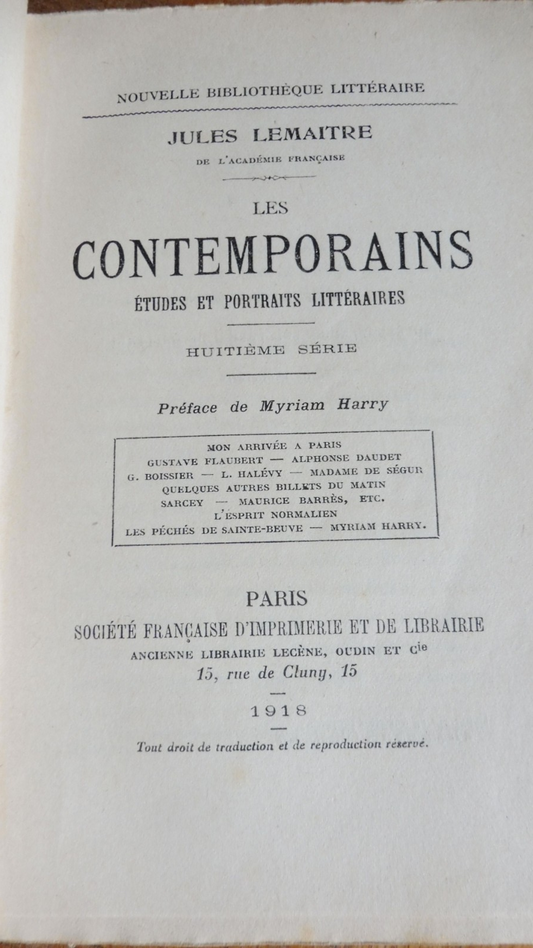 NOUVELLE BIBLIOTHÈQUE LITTÉRAIRE
JULES LEMAITRE
DE L'ACADÉMIE FRANÇAISE
LES
CONTEMPORAINS
ÉTUDES ET PORTRAITS LITTÉRAIRES
HUITIÈME SÉRIE
Préface de Myriam Harry
MON ARRIVÉE A PARIS
GUSTAVE FLAUBERT — ALPHONSE DAUDET
G. BOISSIER — L. HALÉVY — MADAME DE SÉGUR
QUELQUES AUTRES BILLETS DU MATIN
SARCEY — MAURICE BARRÈS, ETC.
L'ESPRIT NORMALIEN
LES PÉCHÉS DE SAINTE-BEUVE — MYRIAM HARRY.
PARIS
SOCIÉTÉ FRANÇAISE D'IMPRIMERIE ET DE LIBRAIRIE
ANCIENNE LIBRAIRIE LECÈNE, OUDIN ET Cie
15, rue de Cluny, 15
1918
Tout droit de traduction et de reproduction réservé.